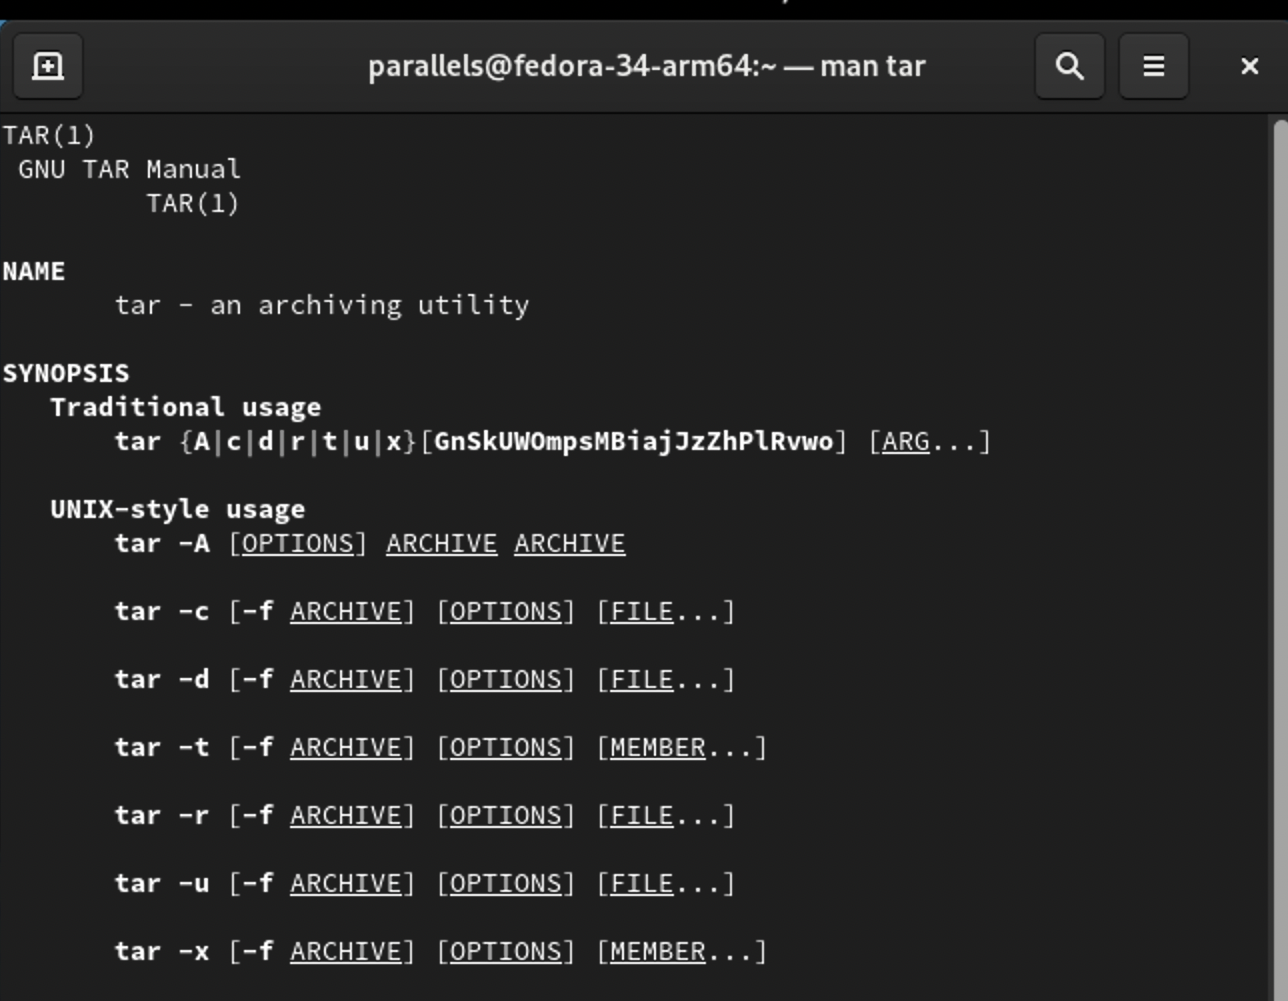 parallels@fedora-34-arm64:~ — man tar
TAR(1)
GNU TAR Manual
TAR(1)
NAME
tar - an archiving utility
SYNOPSIS
Traditional usage
tar {A|c|d|r|t|u|x}[GnSkUWOmpsMBiajJzZhPlRvwo] [ARG...]
UNIX-style usage
tar -A [OPTIONS] ARCHIVE ARCHIVE
tar -c [-f ARCHIVE] [OPTIONS] [FILE...]
tar -d [-f ARCHIVE] [OPTIONS] [FILE...]
tar -t [-f ARCHIVE] [OPTIONS] [MEMBER...]
tar -r [-f ARCHIVE] [OPTIONS] [FILE...]
tar -u [-f ARCHIVE] [OPTIONS] [FILE...]
tar -x [-f ARCHIVE] [OPTIONS] [MEMBER...]